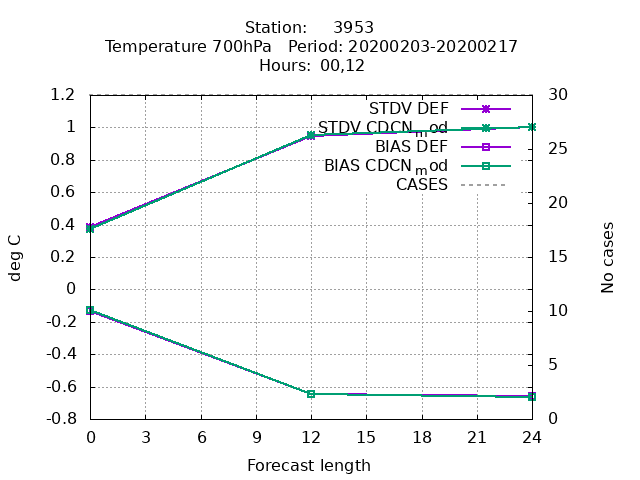 Station: 3953
Temperature 700hPa Period: 20200203-20200217
Hours: 00,12
1.2
1
0.8
0.6
0.4
0.2
0
-0.2
-0.4
-0.6
-0.8
deg C
STDV DEF
STDV CDCNmod
BIAS DEF
BIAS CDCNmod
CASES
30
25
20
15
10
5
0
No cases
0 3 6 9 12 15 18 21 24
Forecast length